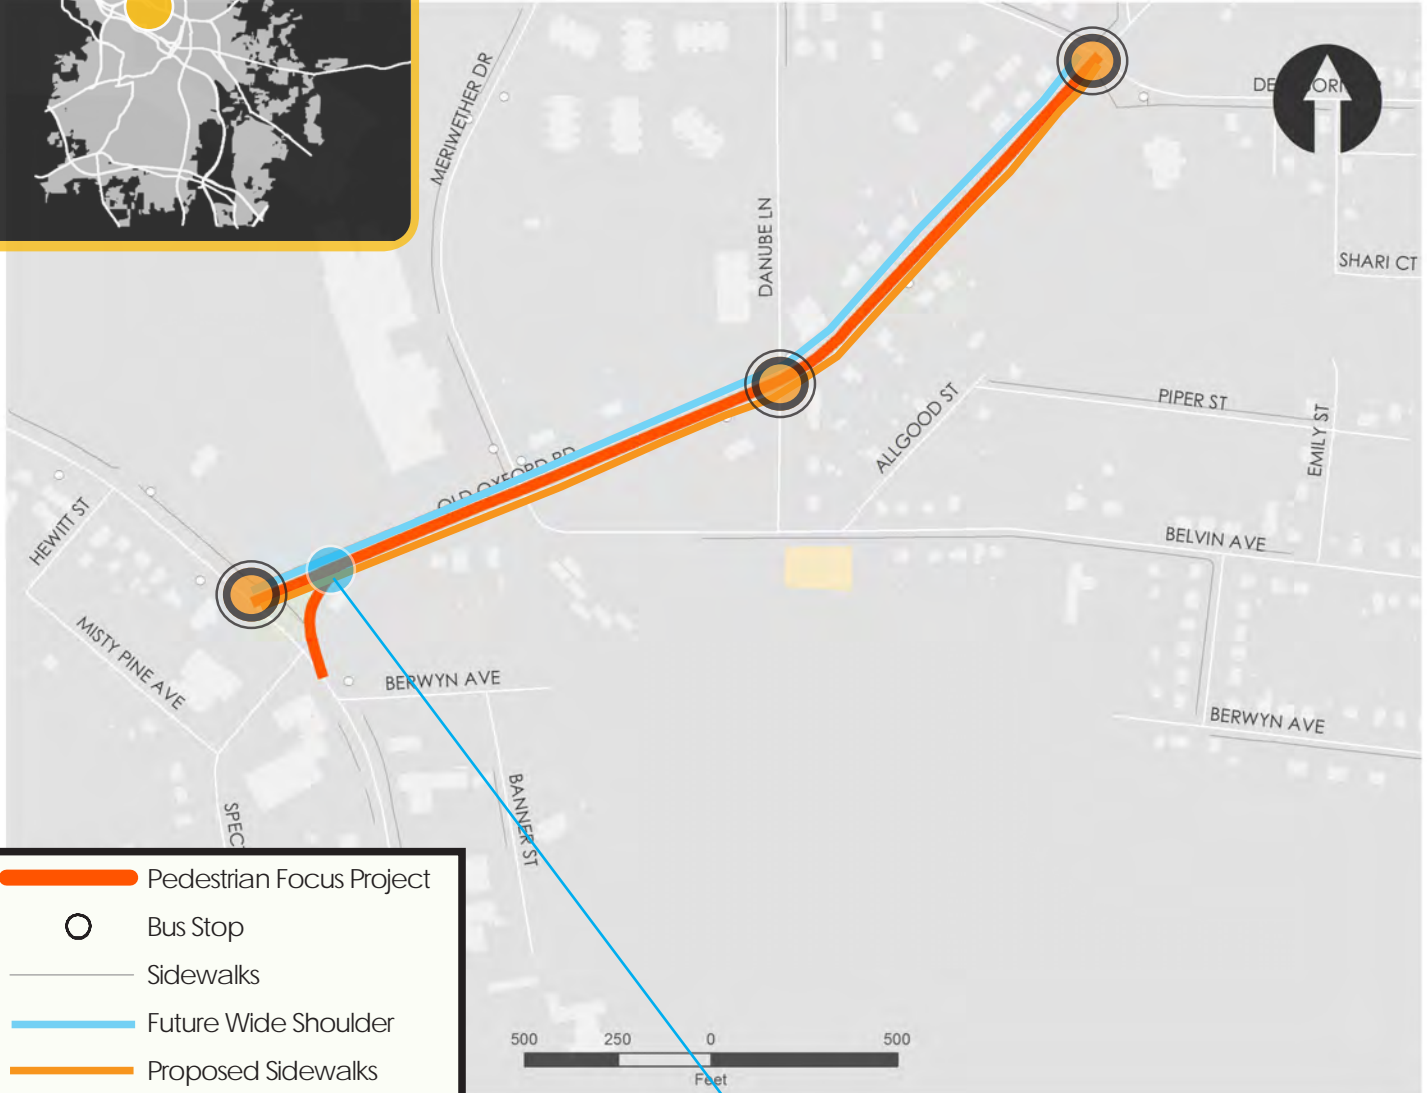 MERIWETHER DR
DANUBE LN
SHARI CT
PIPER ST
ALLGOOD ST
EMILY ST
OLD OXFORD RD
HEWITT ST
BELVIN AVE
MISTY PINE AVE
BERWYN AVE
BERWYN AVE
BANNER ST
SPEC
Pedestrian Focus Project
Bus Stop
Sidewalks
Future Wide Shoulder
Proposed Sidewalks
500 250 0 500
Feet